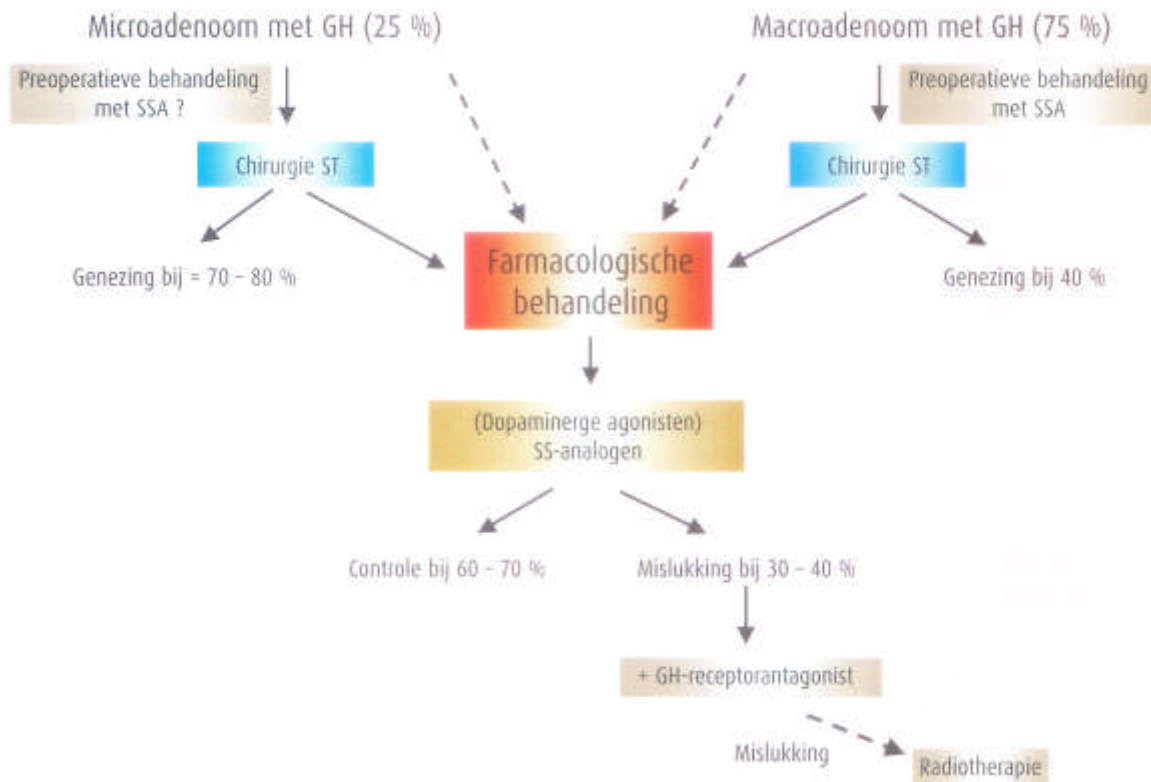 Microadenoom met GH (25 %)
Macroadenoom met GH (75 %)
Preoperatieve behandeling
met SSA ?
Preoperatieve behandeling
met SSA
Chirurgie ST
Chirurgie ST
Farmacologische
behandeling
Genezing bij = 70 - 80 %
Genezing bij 40 %
(Dopaminerge agonisten)
SS-analogen
Controle bij 60 - 70 %
Mislukking bij 30 - 40 %
+ GH-receptorantagonist
Mislukking
Radiotherapie